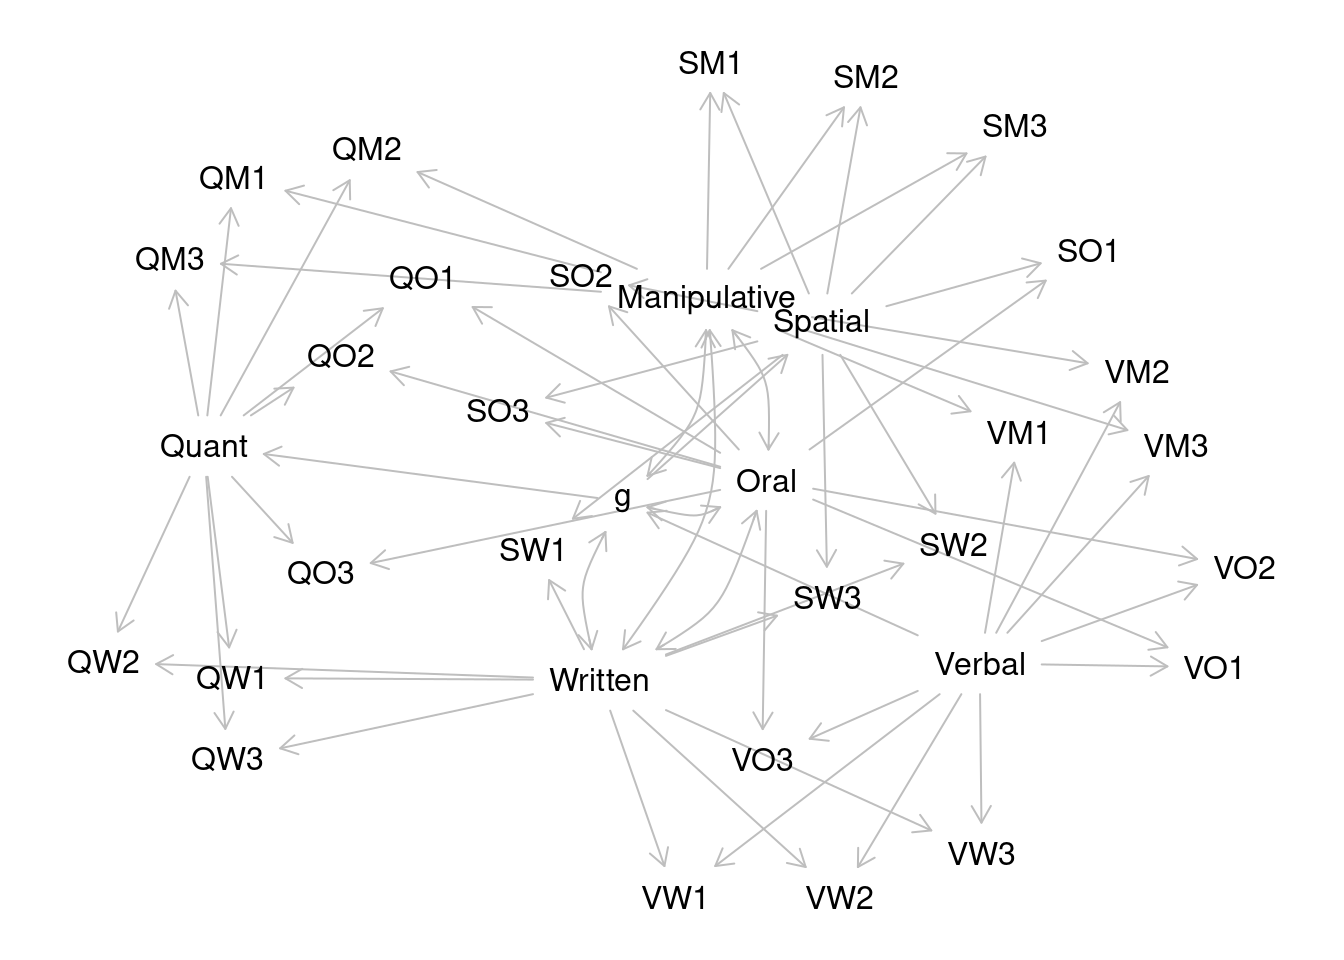 SM1
SM2
SM3
QM2
QM1
SO1
QM3
SO2
QO1
Manipulative
Spatial
QO2
VM2
SO3
VM1
Quant
VM3
Oral
g
SW1
SW2
QO3
VO2
SW3
QW2
Verbal
VO1
QW1
Written
QW3
VO3
VW3
VW1
VW2